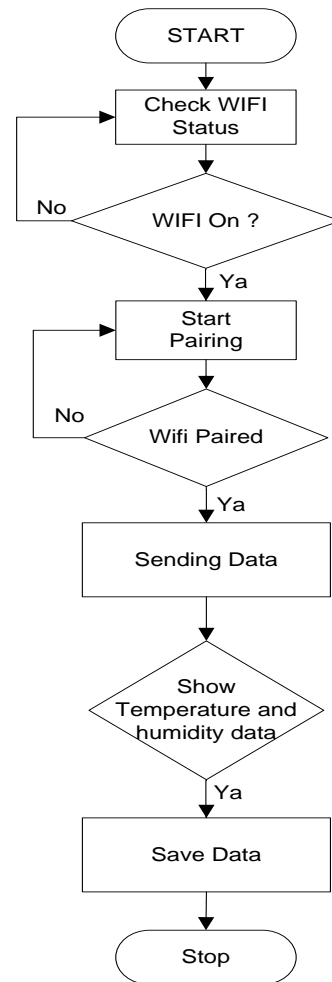 START
Check WIFI
Status
No
WIFI On ?
Ya
Start
Pairing
No
Wifi Paired
Ya
Sending Data
Show
Temperature and
humidity data
Ya
Save Data
Stop